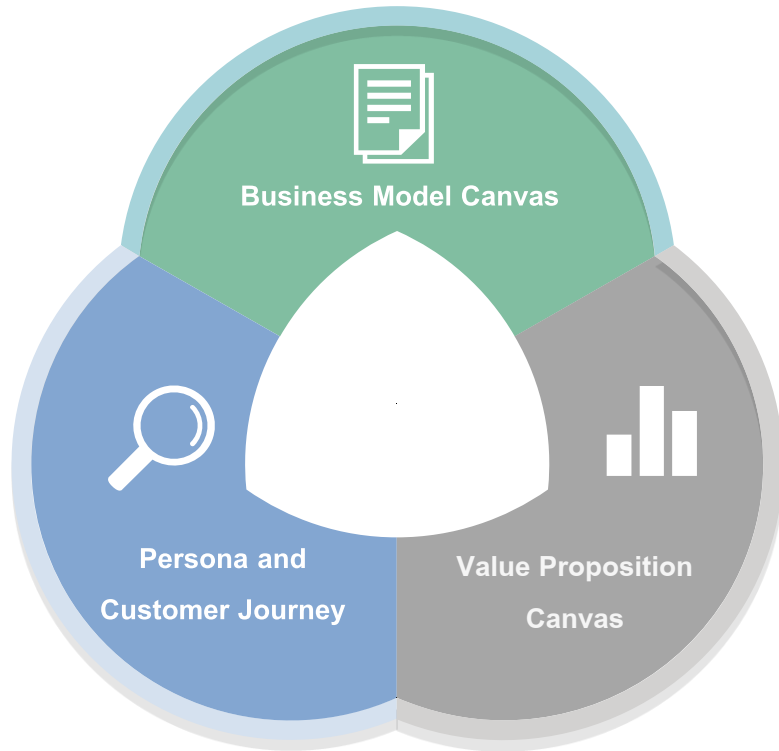 Business Model Canvas
Persona and
Customer Journey
Value Proposition
Canvas